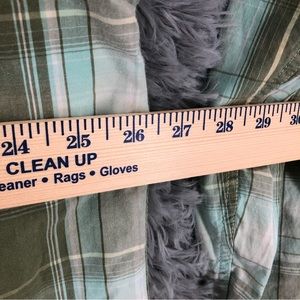 24 25 26 27 28 29 30
CLEAN UP
eaner • Rags • Gloves